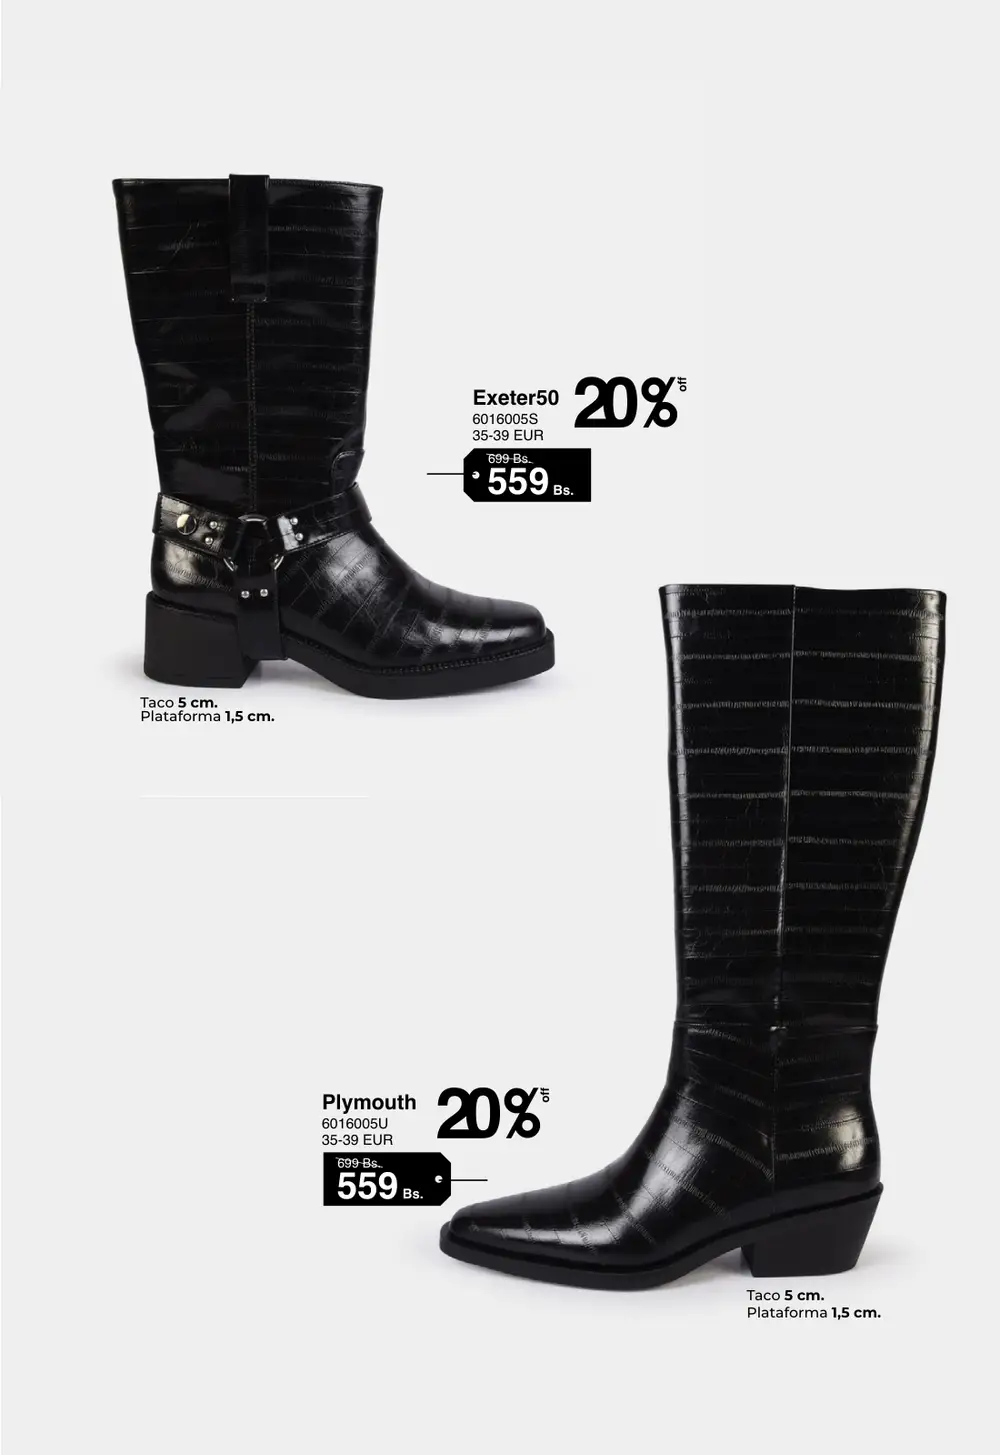 Exeter50
6016005S
35-39 EUR
20% off
699 Bs.
559 Bs.
Taco 5 cm.
Plataforma 1,5 cm.
Plymouth
6016005U
35-39 EUR
20% off
699 Bs.
559 Bs.
Taco 5 cm.
Plataforma 1,5 cm.